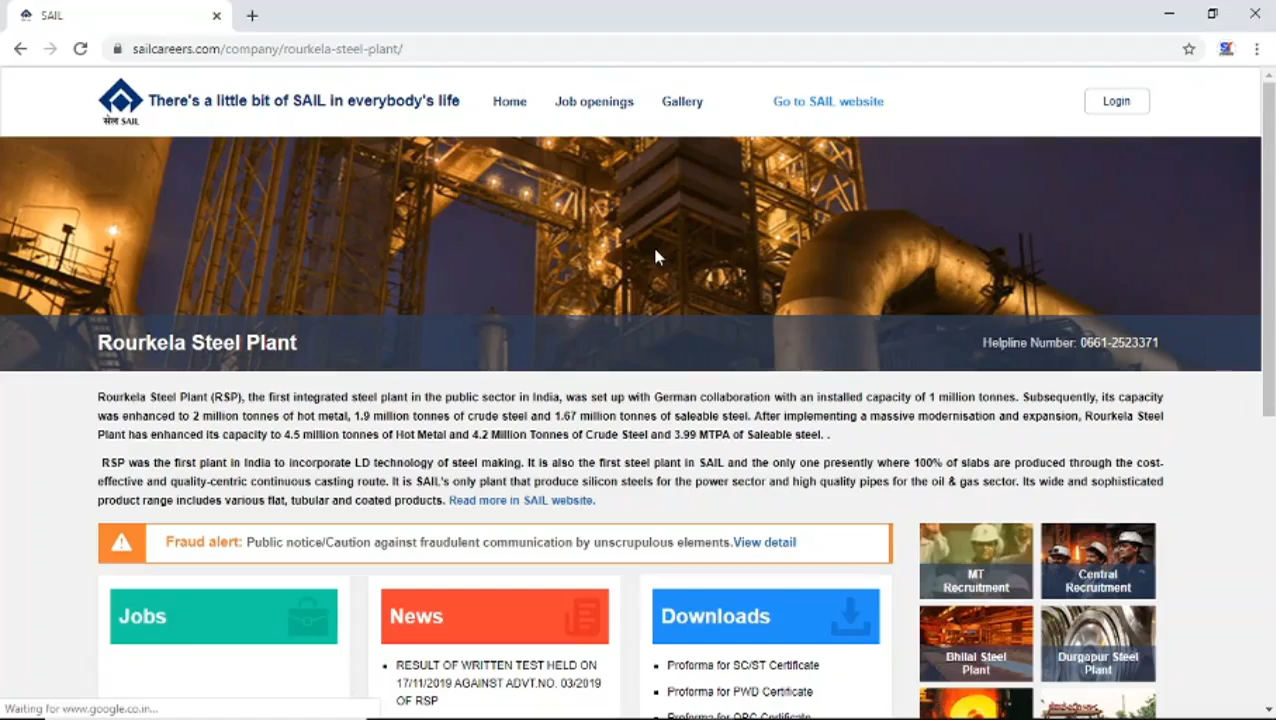 SAIL
sailcareers.com/company/rourkela-steel-plant/
सेल SAIL
There's a little bit of SAIL in everybody's life
Home
Job openings
Gallery
Go to SAIL website
Login
Rourkela Steel Plant
Helpline Number: 0661-2523371
Rourkela Steel Plant (RSP), the first integrated steel plant in the public sector in India, was set up with German collaboration with an installed capacity of 1 million tonnes. Subsequently, its capacity
was enhanced to 2 million tonnes of hot metal, 1.9 million tonnes of crude steel and 1.67 million tonnes of saleable steel. After implementing a massive modernisation and expansion, Rourkela Steel
Plant has enhanced its capacity to 4.5 million tonnes of Hot Metal and 4.2 Million Tonnes of Crude Steel and 3.99 MTPA of Saleable steel. .
RSP was the first plant in India to incorporate LD technology of steel making. It is also the first steel plant in SAIL and the only one presently where 100% of slabs are produced through the cost-
effective and quality-centric continuous casting route. It is SAIL's only plant that produce silicon steels for the power sector and high quality pipes for the oil & gas sector. Its wide and sophisticated
product range includes various flat, tubular and coated products. Read more in SAIL website.
Fraud alert: Public notice/Caution against fraudulent communication by unscrupulous elements.View detail
MT
Recruitment
Central
Recruitment
Jobs
News
Downloads
RESULT OF WRITTEN TEST HELD ON
17/11/2019 AGAINST ADVT.NO. 03/2019
OF RSP
Proforma for SC/ST Certificate
Proforma for PWD Certificate
Proforma for OBC Certificate
Bhilai Steel
Plant
Durgapur Steel
Plant
Waiting for www.google.co.in...